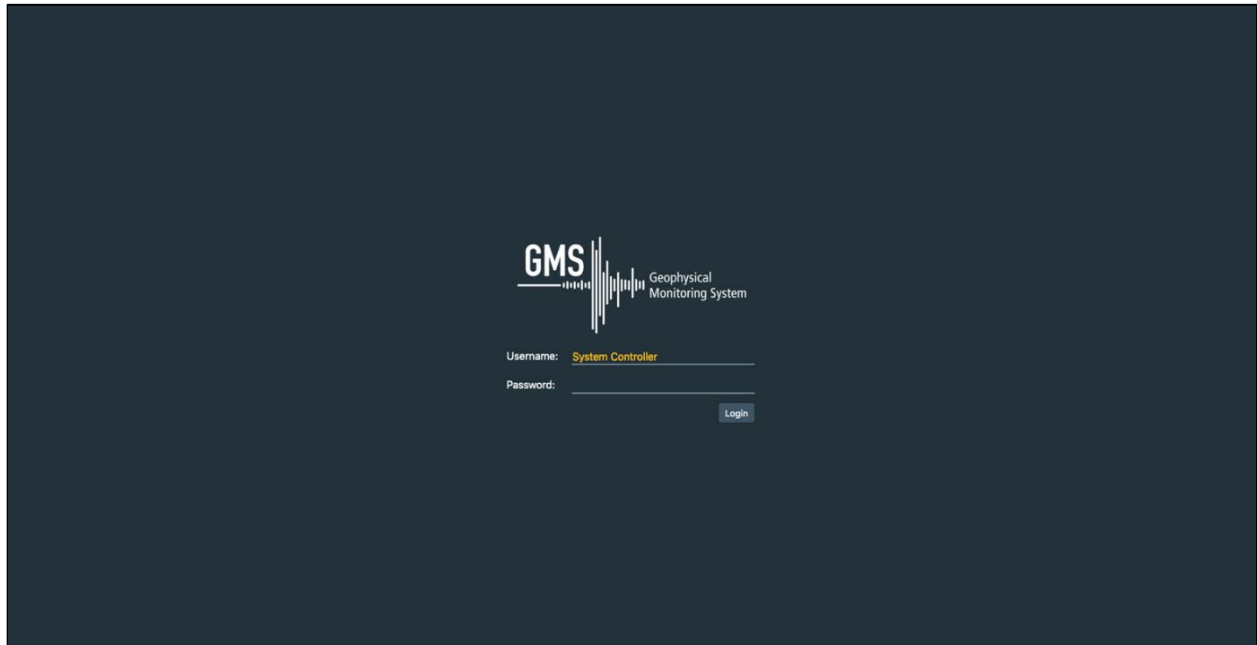 GMS
Geophysical
Monitoring System
Username: System Controller
Password:
Login